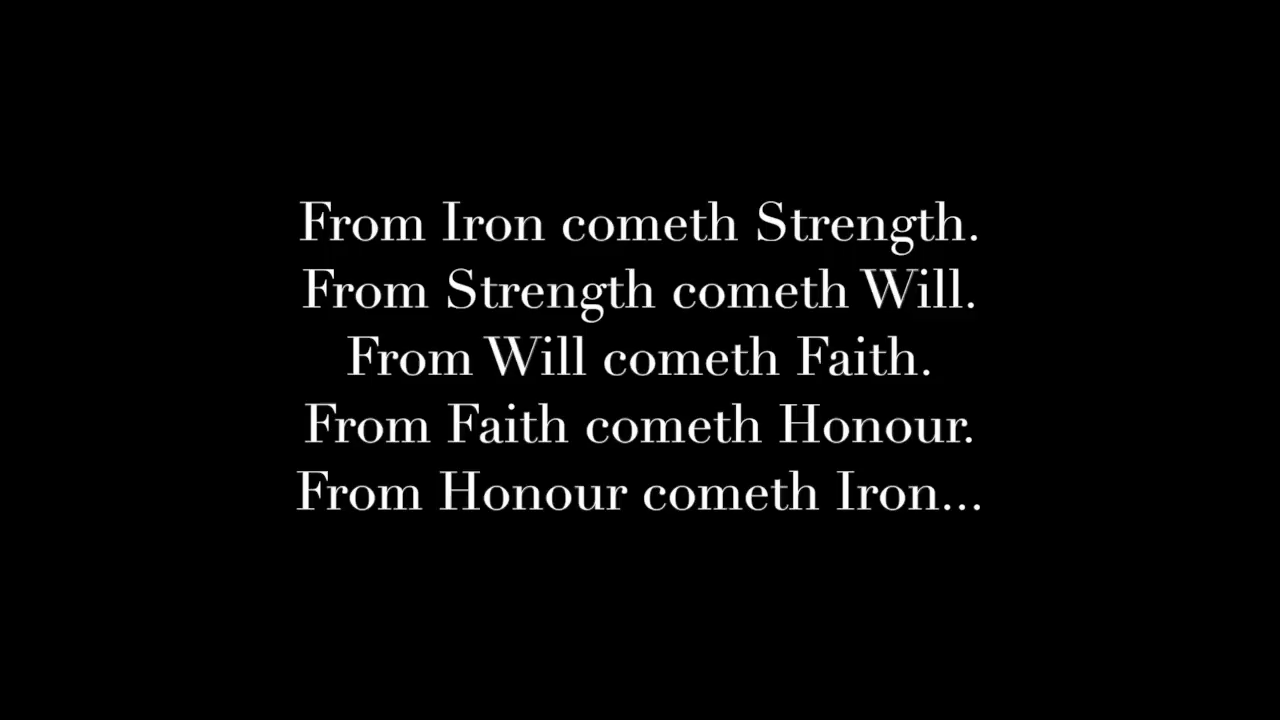 From Iron cometh Strength.
From Strength cometh Will.
From Will cometh Faith.
From Faith cometh Honour.
From Honour cometh Iron...